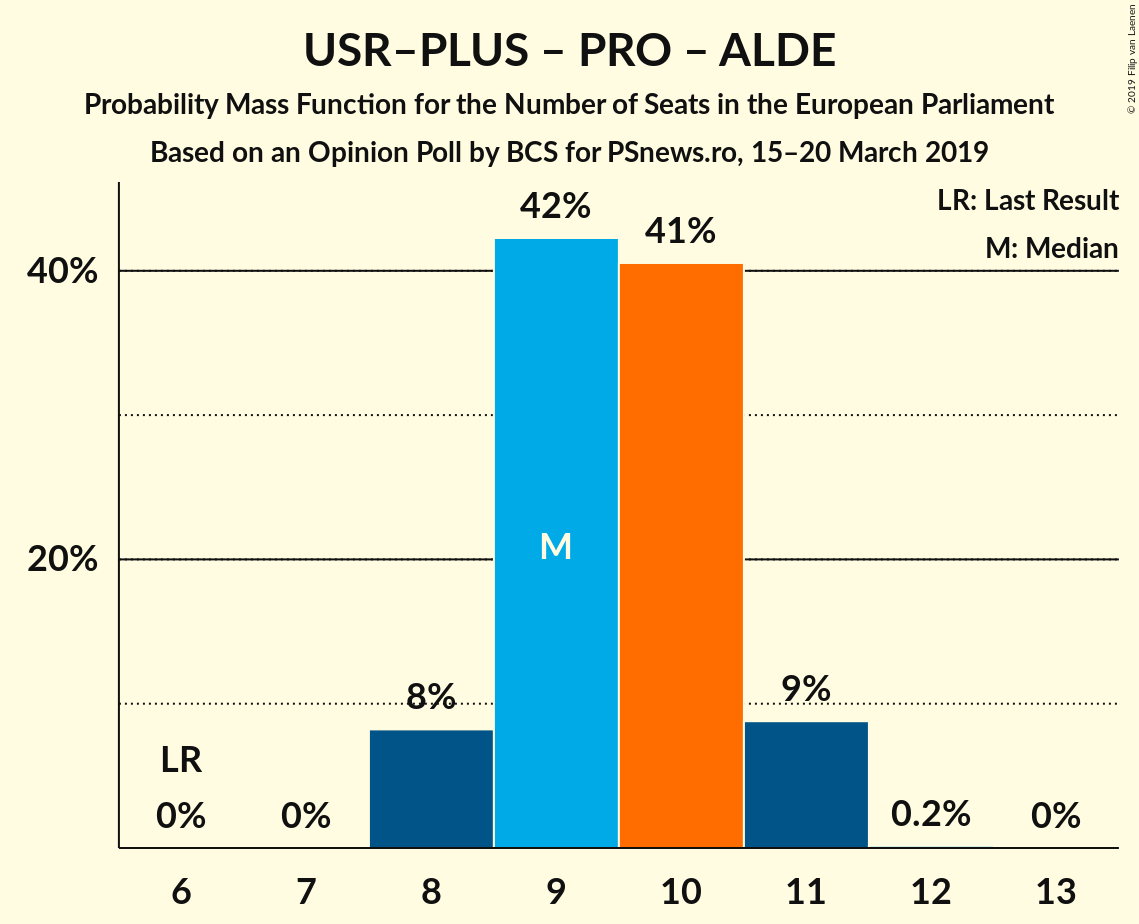 USR–PLUS – PRO – ALDE
Probability Mass Function for the Number of Seats in the European Parliament
Based on an Opinion Poll by BCS for PSnews.ro, 15–20 March 2019
© 2019 Filip van Laenen
LR: Last Result
M: Median
42%
41%
40%
M
20%
8%
9%
LR
0%
0%
0.2%
0%
6 7 8 9 10 11 12 13